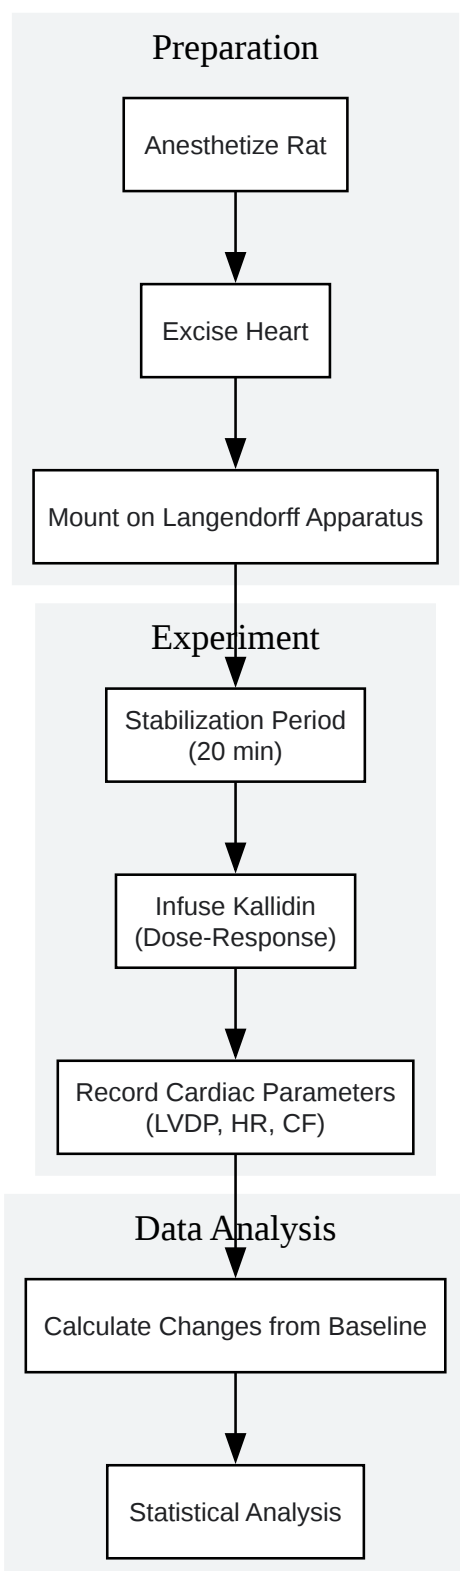 Preparation
Anesthetize Rat
Excise Heart
Mount on Langendorff Apparatus
Experiment
Stabilization Period
(20 min)
Infuse Kallidin
(Dose-Response)
Record Cardiac Parameters
(LVDP, HR, CF)
Data Analysis
Calculate Changes from Baseline
Statistical Analysis